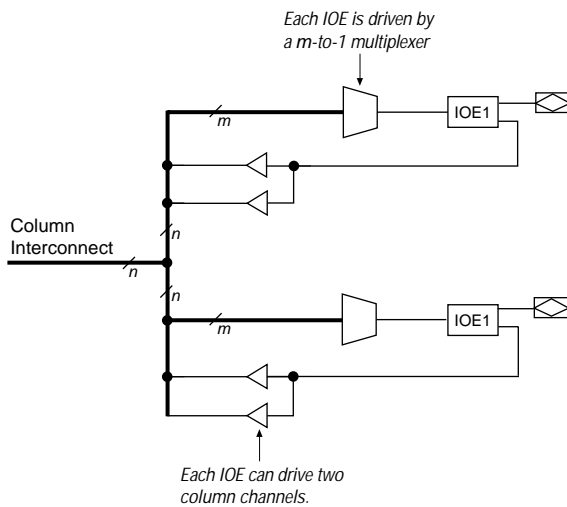 Each IOE is driven by
a m-to-1 multiplexer
m
IOE1
n
Column
Interconnect
n
n
m
IOE1
Each IOE can drive two
column channels.